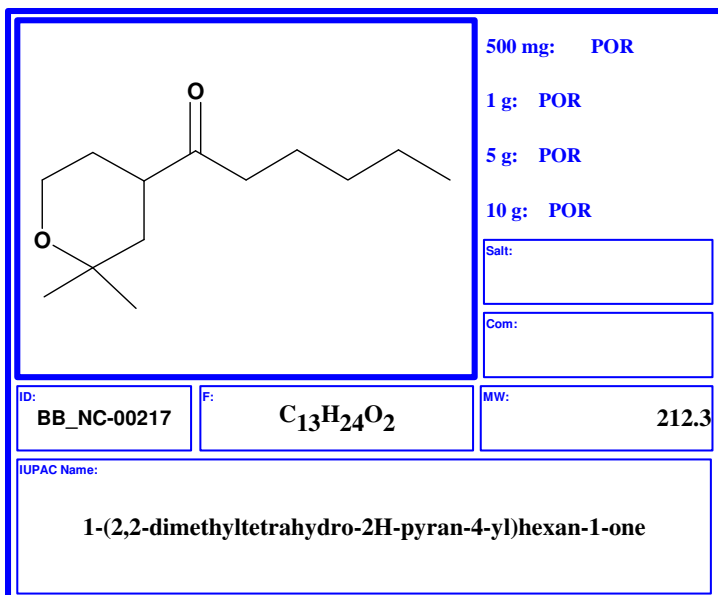 O
O
500 mg: POR
1 g: POR
5 g: POR
10 g: POR
Salt:
Com:
ID:
BB_NC-00217
F:
C13H24O2
MW:
212.3
IUPAC Name:
1-(2,2-dimethyltetrahydro-2H-pyran-4-yl)hexan-1-one